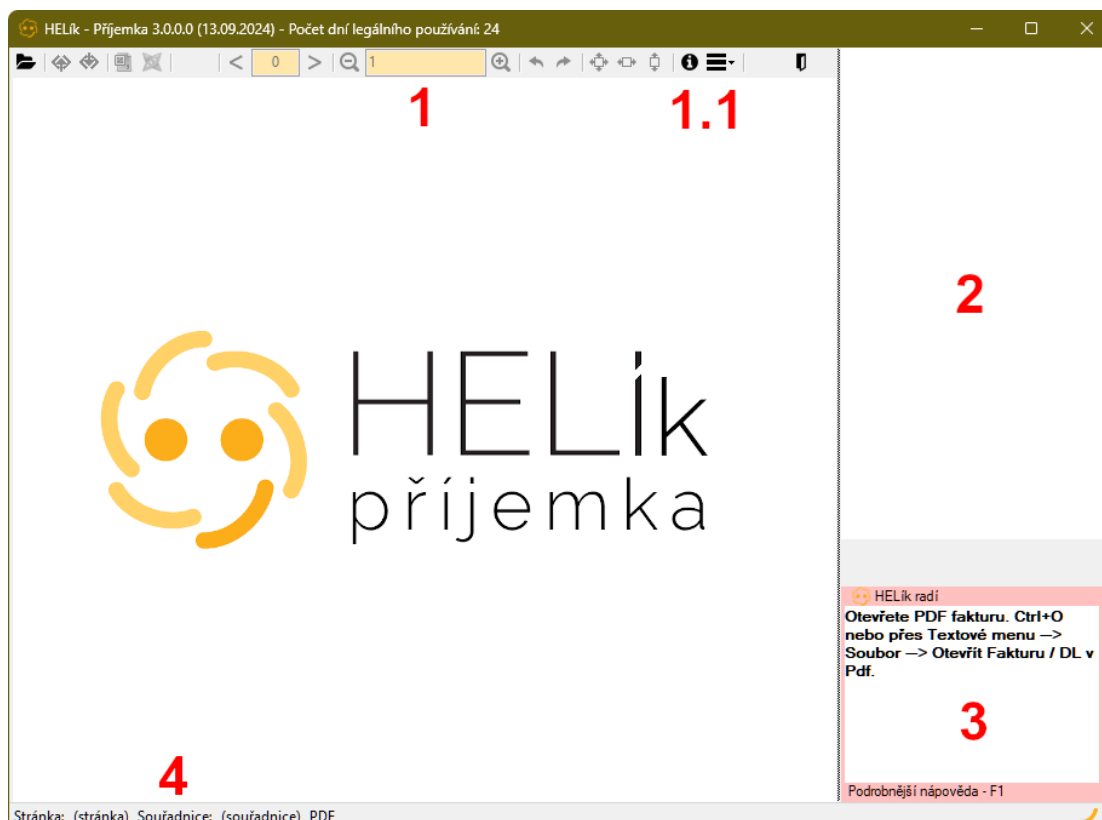 HELík - Příjemka 3.0.0.0 (13.09.2024) - Počet dní legálního používání: 24
0
1
1
1.1
2
HELík
příjemka
HELík radí
Otevřete PDF fakturu. Ctrl+O
nebo přes Textové menu —>
Soubor —> Otevřít Fakturu / DL v
Pdf.
3
Podrobnější nápověda - F1
4
Stránka: (stránka) Souřadnice: (souřadnice) PDF